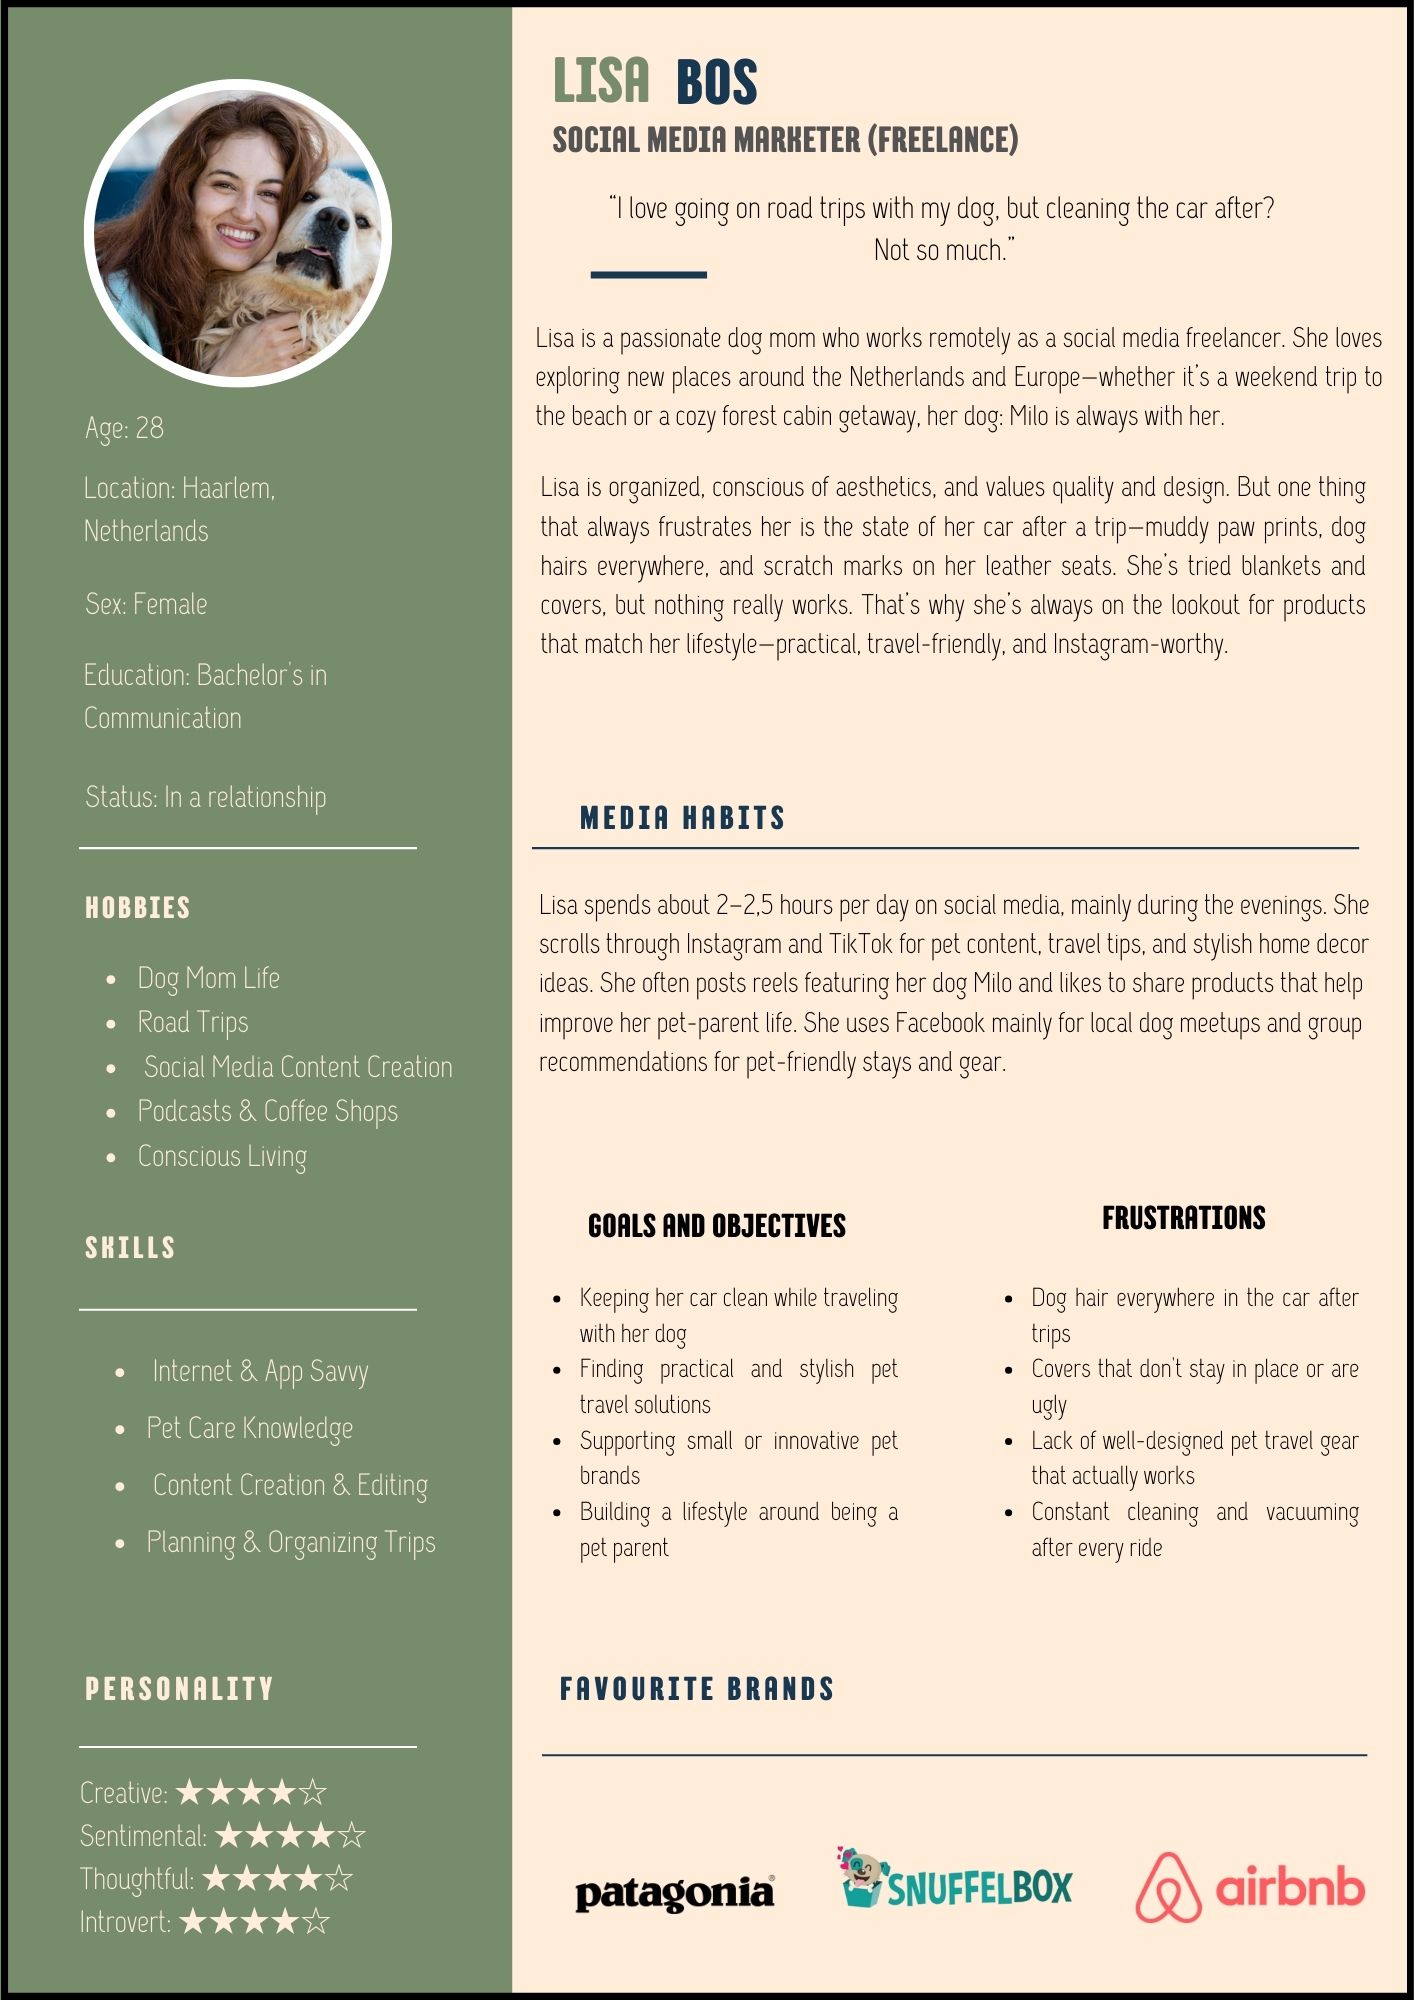 Age: 28
Location: Haarlem,
Netherlands
Sex: Female
Education: Bachelor's in
Communication
Status: In a relationship
HOBBIES
• Dog Mom Life
• Road Trips
• Social Media Content Creation
• Podcasts & Coffee Shops
• Conscious Living
SKILLS
• Internet & App Savvy
• Pet Care Knowledge
• Content Creation & Editing
• Planning & Organizing Trips
PERSONALITY
Creative: ★★★★☆
Sentimental: ★★★★☆
Thoughtful: ★★★★☆
Introvert: ★★★★☆
LISA BOS
SOCIAL MEDIA MARKETER (FREELANCE)
“I love going on road trips with my dog, but cleaning the car after?
Not so much.”
Lisa is a passionate dog mom who works remotely as a social media freelancer. She loves
exploring new places around the Netherlands and Europe—whether it’s a weekend trip to
the beach or a cozy forest cabin getaway, her dog: Milo is always with her.
Lisa is organized, conscious of aesthetics, and values quality and design. But one thing
that always frustrates her is the state of her car after a trip—muddy paw prints, dog
hairs everywhere, and scratch marks on her leather seats. She’s tried blankets and
covers, but nothing really works. That’s why she’s always on the lookout for products
that match her lifestyle—practical, travel-friendly, and Instagram-worthy.
MEDIA HABITS
Lisa spends about 2–2,5 hours per day on social media, mainly during the evenings. She
scrolls through Instagram and TikTok for pet content, travel tips, and stylish home decor
ideas. She often posts reels featuring her dog Milo and likes to share products that help
improve her pet-parent life. She uses Facebook mainly for local dog meetups and group
recommendations for pet-friendly stays and gear.
GOALS AND OBJECTIVES
• Keeping her car clean while traveling
with her dog
• Finding practical and stylish pet
travel solutions
• Supporting small or innovative pet
brands
• Building a lifestyle around being a
pet parent
FRUSTRATIONS
• Dog hair everywhere in the car after
trips
• Covers that don't stay in place or are
ugly
• Lack of well-designed pet travel gear
that actually works
• Constant cleaning and vacuuming
after every ride
FAVOURITE BRANDS
patagonia®
SNUFFELBOX
airbnb